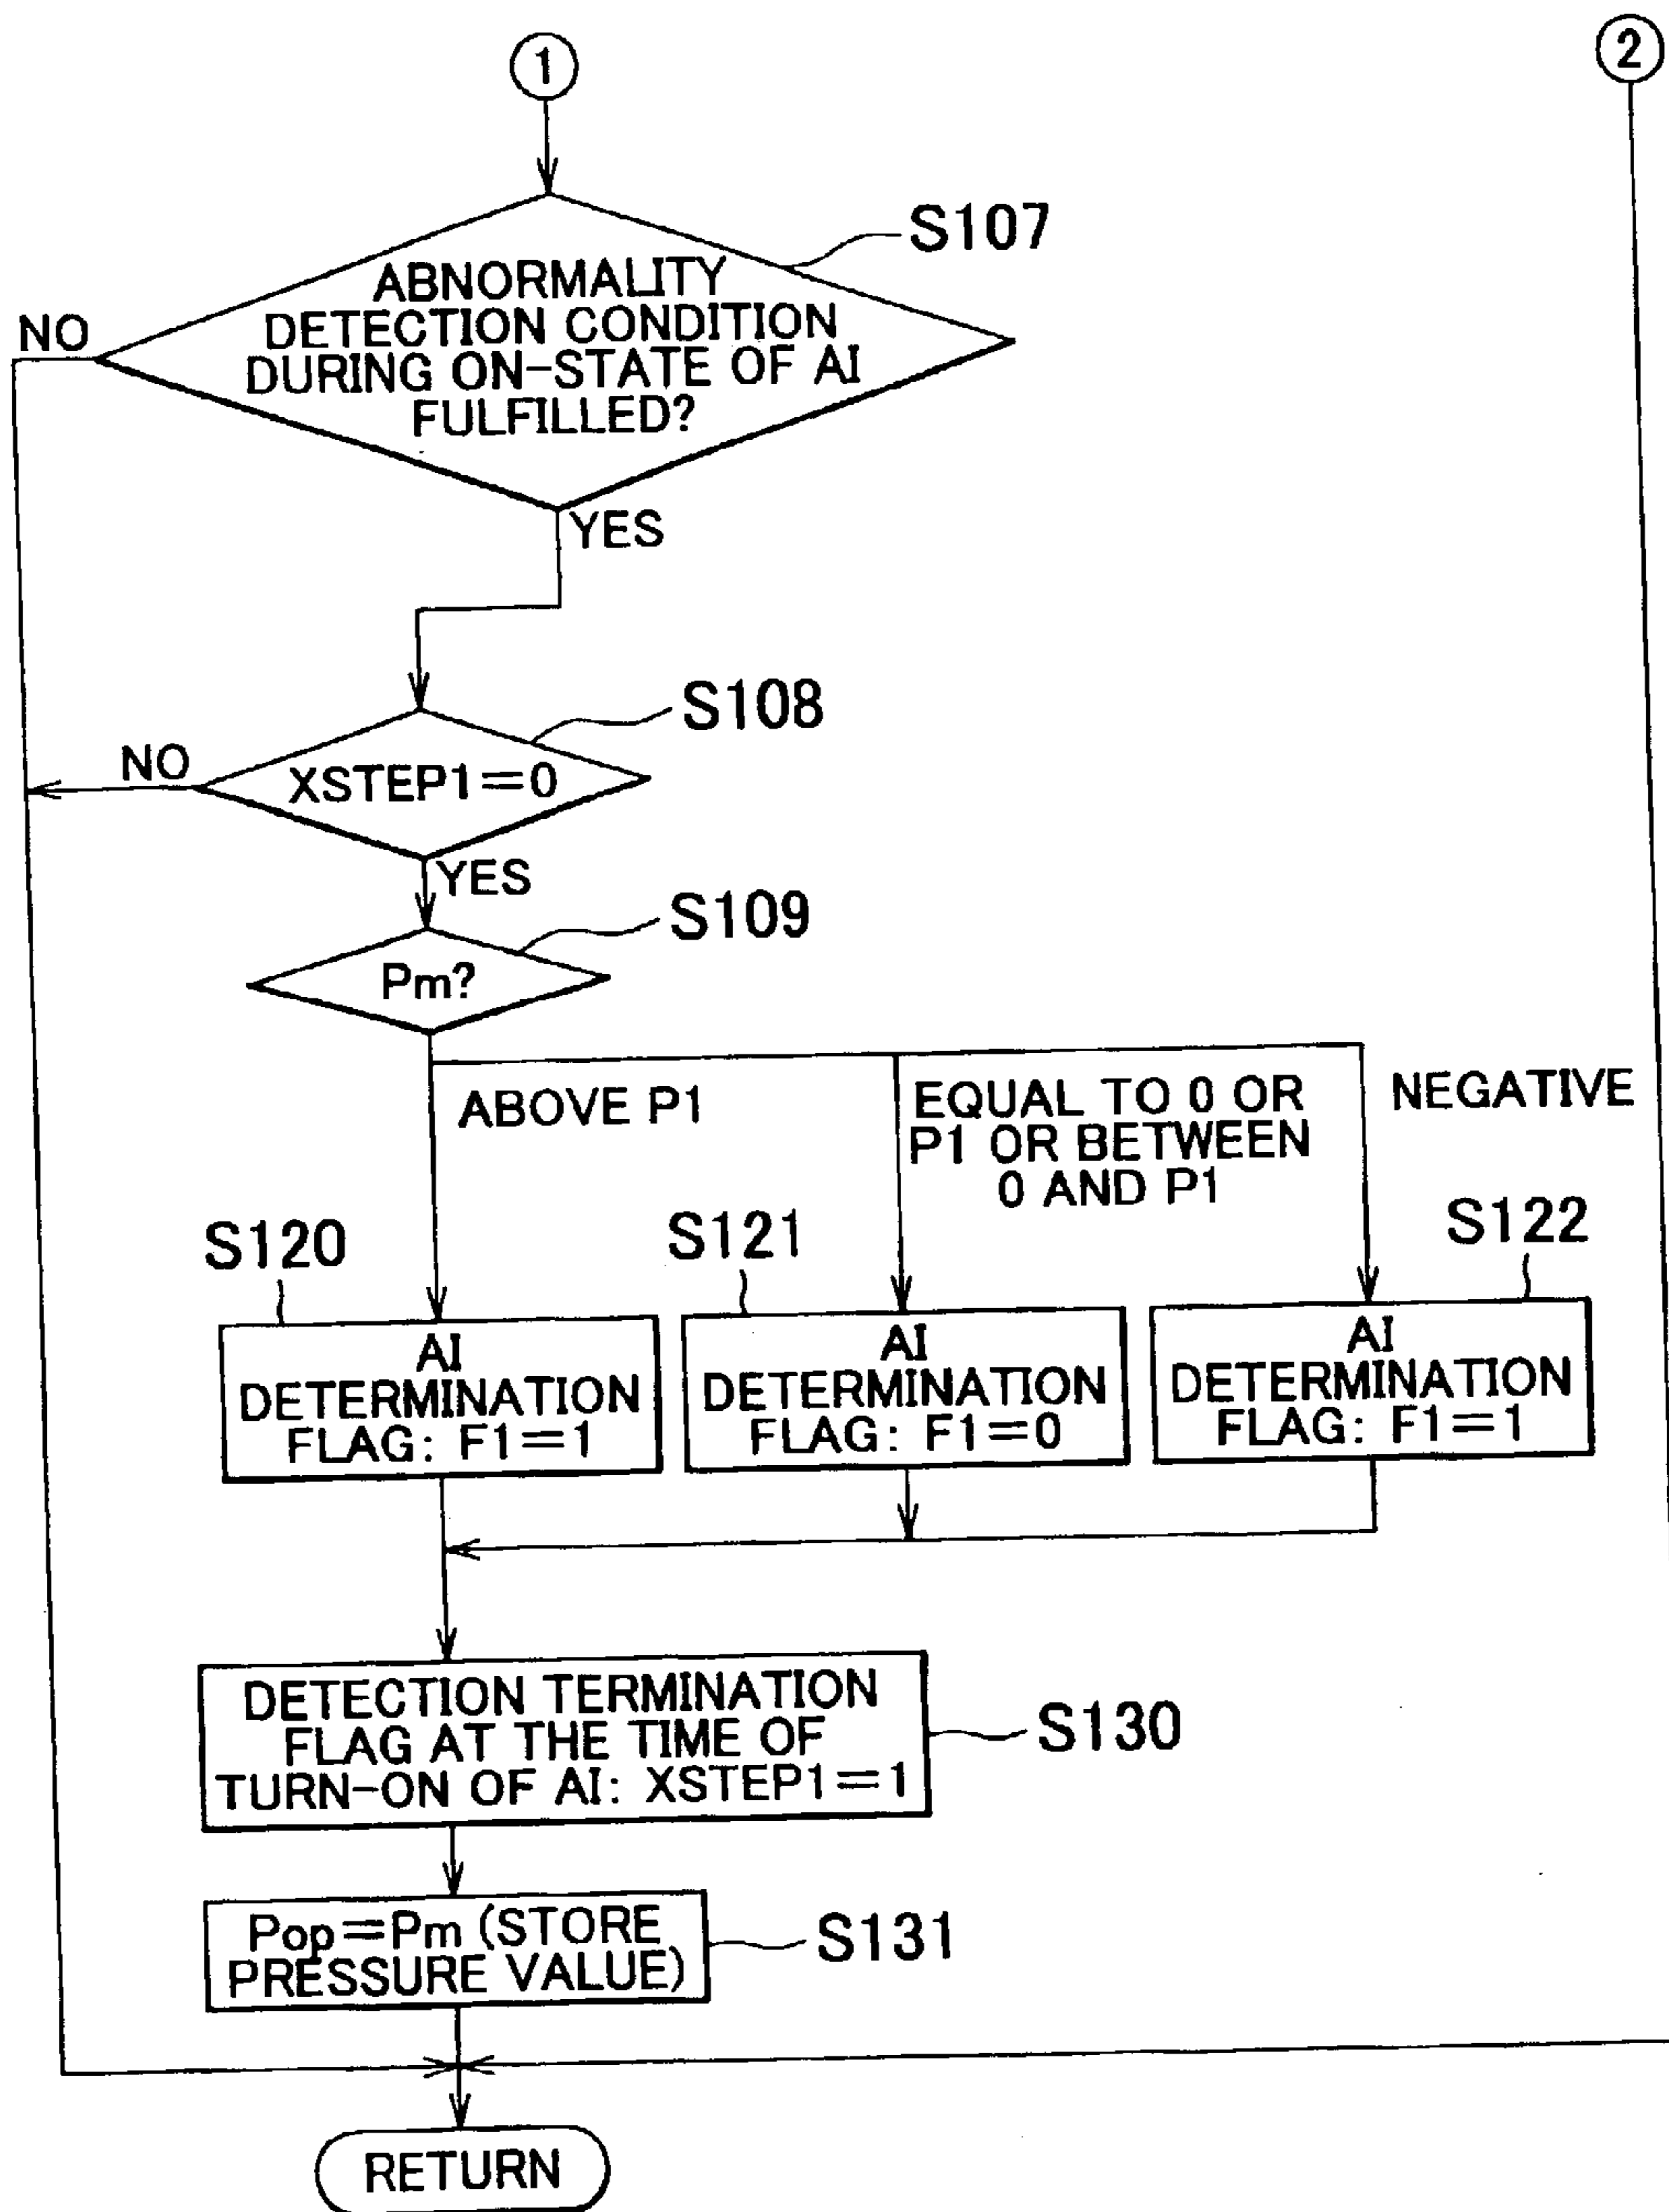 1
2
S107
ABNORMALITY
DETECTION CONDITION
DURING ON-STATE OF AI
FULFILLED?
NO
YES
S108
XSTEP1=0
NO
YES
S109
Pm?
ABOVE P1
EQUAL TO 0 OR
P1 OR BETWEEN
0 AND P1
NEGATIVE
S120
S121
S122
AI
DETERMINATION
FLAG: F1=1
AI
DETERMINATION
FLAG: F1=0
AI
DETERMINATION
FLAG: F1=1
DETECTION TERMINATION
FLAG AT THE TIME OF
TURN-ON OF AI: XSTEP1=1
S130
Pop=Pm (STORE
PRESSURE VALUE)
S131
RETURN